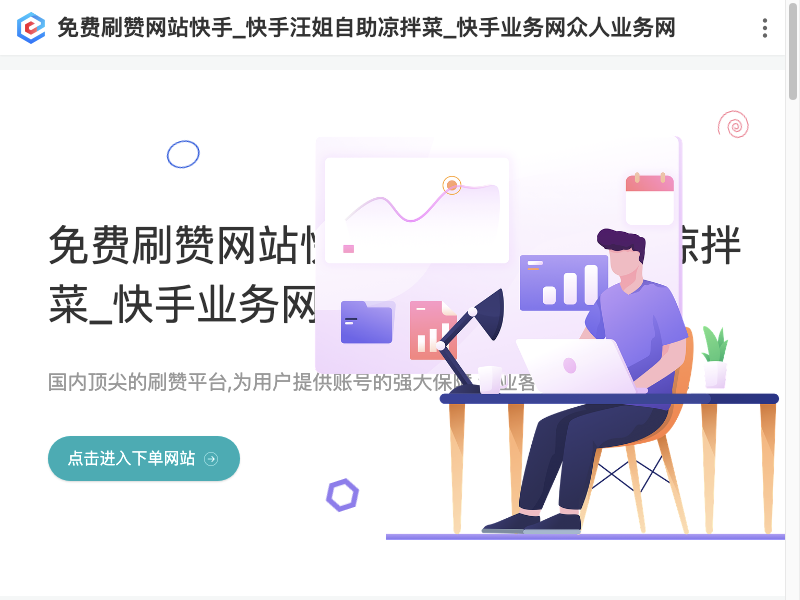 免费刷赞网站快手_快手汪姐自助凉拌菜_快手业务网众人业务网
免费刷赞网站快 凉拌
菜_快手业务网
国内顶尖的刷赞平台,为用户提供账号的强大保障 业客
点击进入下单网站